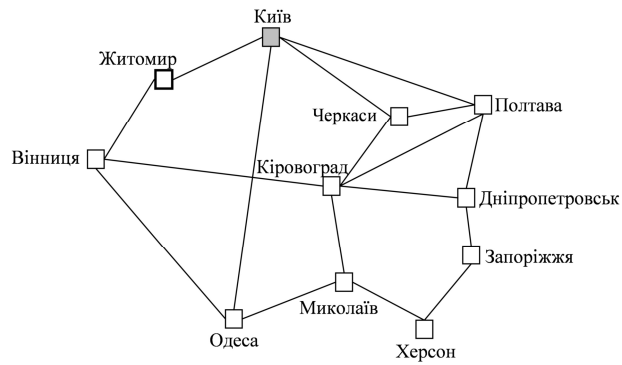 Київ
Житомир
Черкаси
Полтава
Вінниця
Кіровоград
Дніпропетровськ
Запоріжжя
Миколаїв
Одеса
Херсон